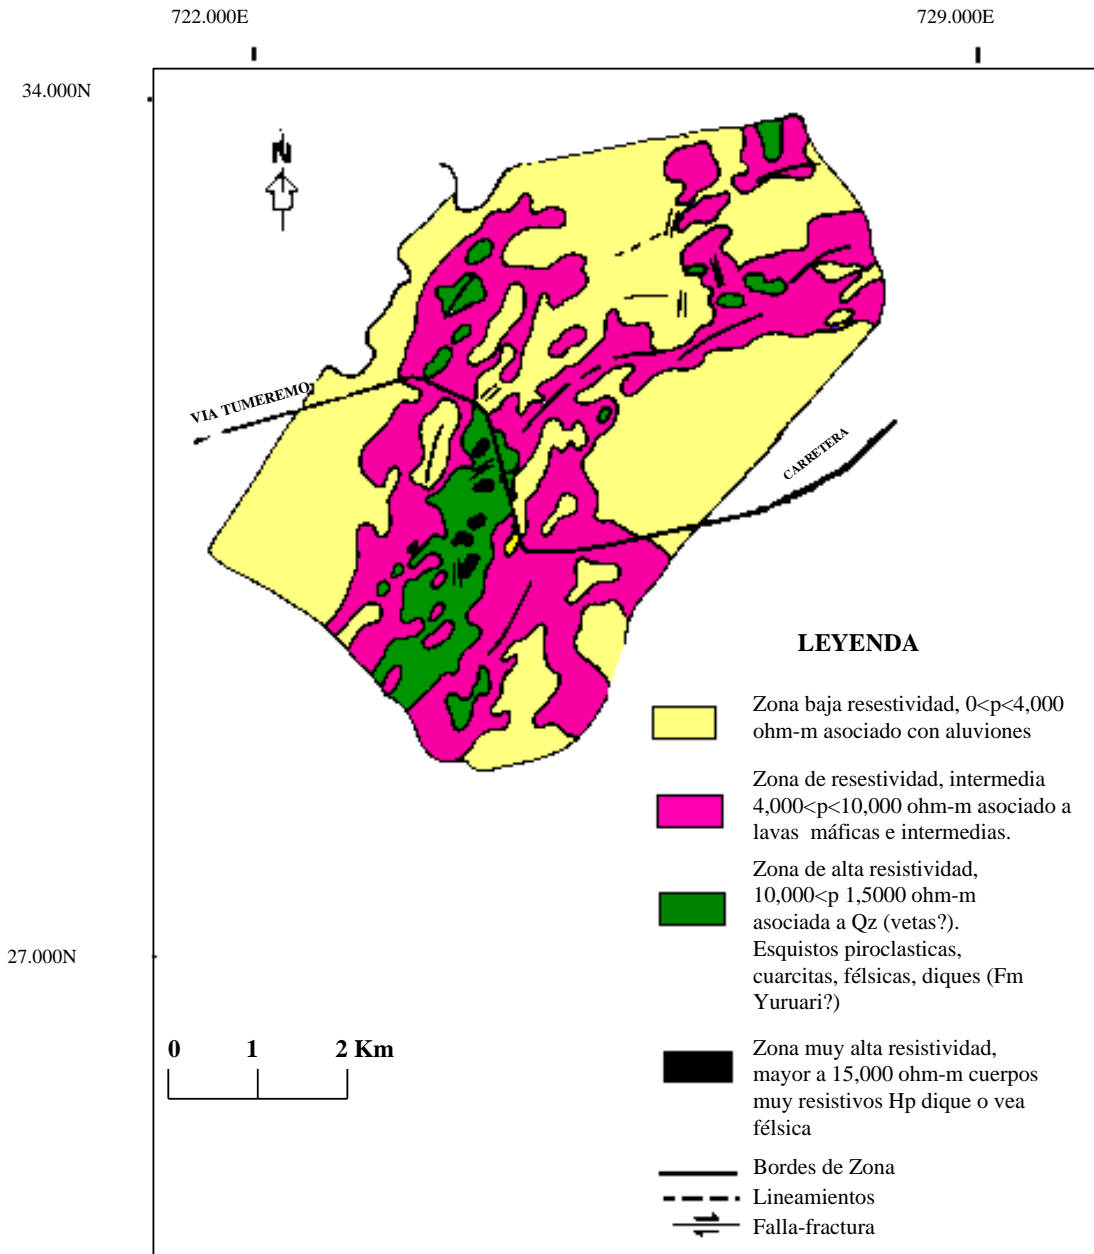 722.000E
729.000E
34.000N
N
VIA TUMEREMO
CARRETERA
LEYENDA
Zona baja resestividad, 0<p<4,000
ohm-m asociado con aluviones
Zona de resestividad, intermedia
4,000<p<10,000 ohm-m asociado a
lavas máficas e intermedias.
Zona de alta resistividad,
10,000<p 1,5000 ohm-m
asociada a Qz (vetas?).
Esquistos piroclasticas,
cuarcitas, félsicas, diques (Fm
Yuruari?)
27.000N
0 1 2 Km
Zona muy alta resistividad,
mayor a 15,000 ohm-m cuerpos
muy resistivos Hp dique o vea
félsica
Bordes de Zona
Lineamientos
Falla-fractura